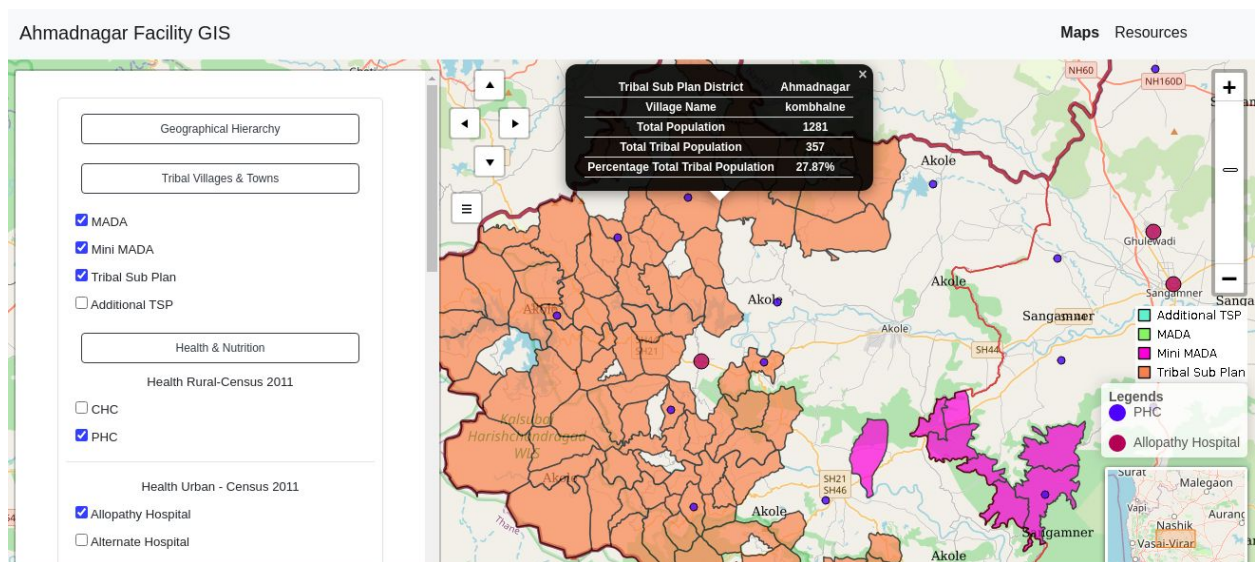 Ahmadnagar Facility GIS
Maps Resources
Geographical Hierarchy
Tribal Villages & Towns
MADA
Mini MADA
Tribal Sub Plan
Additional TSP
Health & Nutrition
Health Rural-Census 2011
CHC
PHC
Health Urban - Census 2011
Allopathy Hospital
Alternate Hospital
Tribal Sub Plan District Ahmadnagar
Village Name kombhalne
Total Population 1281
Total Tribal Population 357
Percentage Total Tribal Population 27.87%
NH60
NH160D
Akole
Ghulewadi
Akole
Sangamner
Akole
Akole
Sangamner
Akole
SH21
SH44
Kalsubai
Harishchandragad
WLS
Akole
SH21
SH46
Thane
Akole
Sangamner
Akole
Additional TSP
MADA
Mini MADA
Tribal Sub Plan
Legends
PHC
Allopathy Hospital
Surat
Malegaon
Vapi
Nashik
Aurang
Vasai-Virar